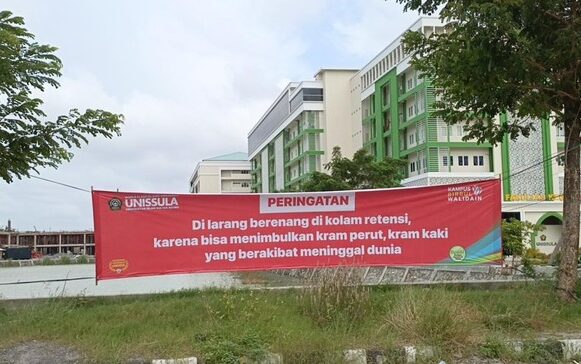 UNISSULA
PERINGATAN
KAMPUS
BIRRUL
WALIDAIN
Di larang berenang di kolam retensi,
karena bisa menimbulkan kram perut, kram kaki
yang berakibat meninggal dunia
UNISSULA